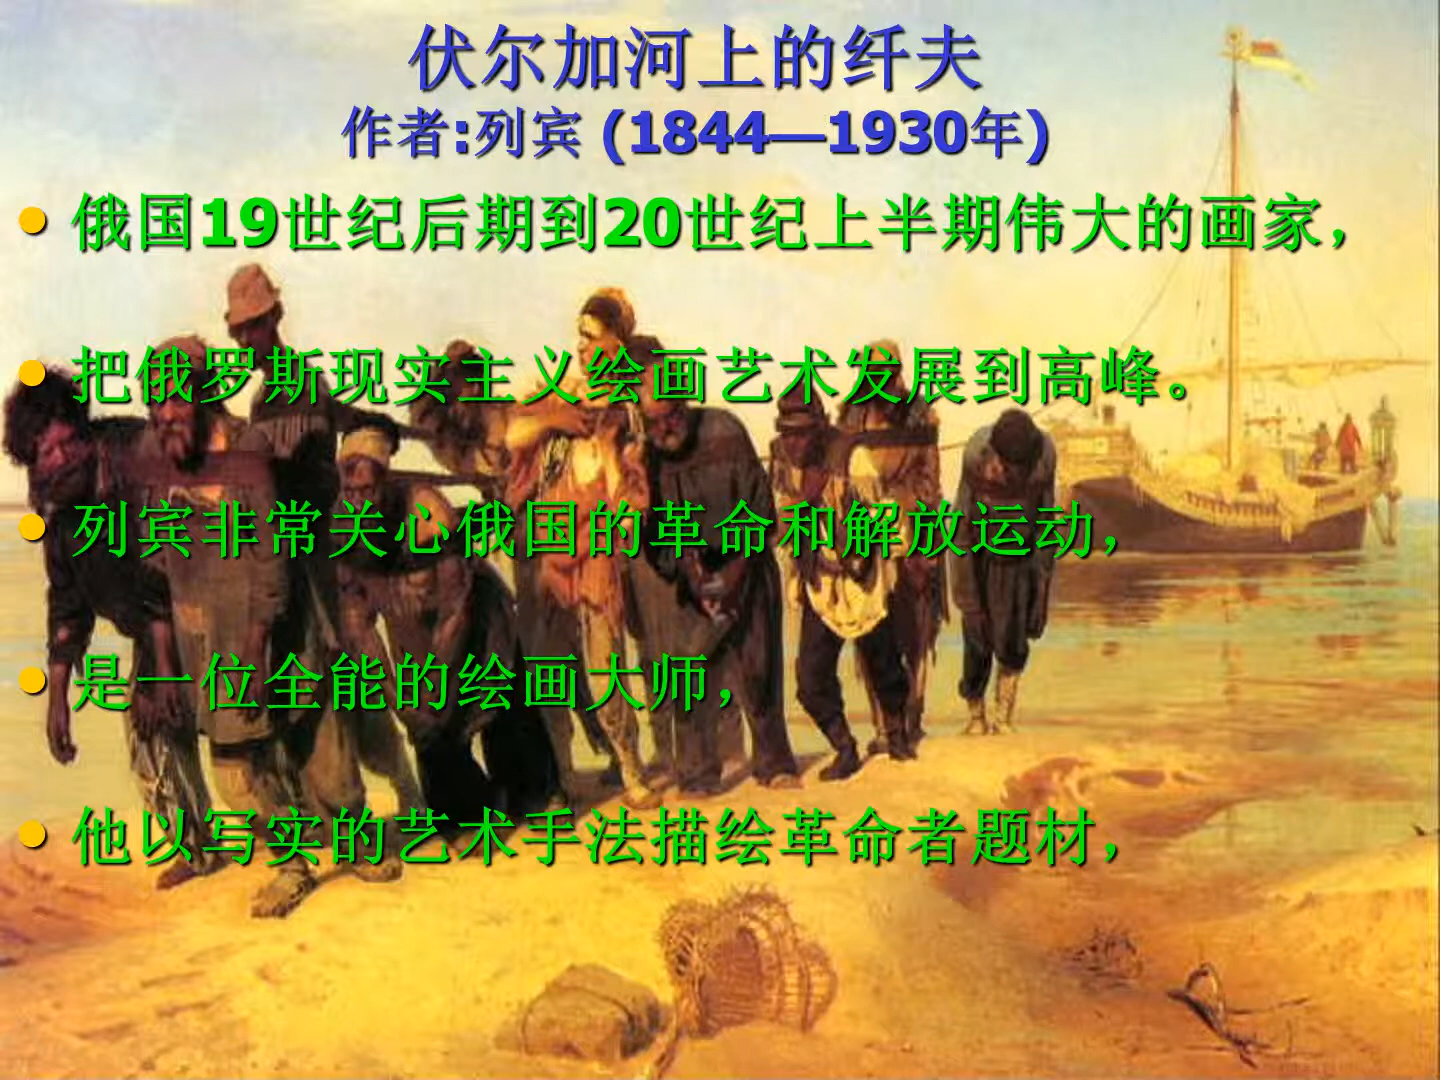 伏尔加河上的纤夫
作者:列宾 (1844—1930年)
• 俄国19世纪后期到20世纪上半期伟大的画家，
• 把俄罗斯现实主义绘画艺术发展到高峰。
• 列宾非常关心俄国的革命和解放运动，
• 是一位全能的绘画大师，
• 他以写实的艺术手法描绘革命者题材，